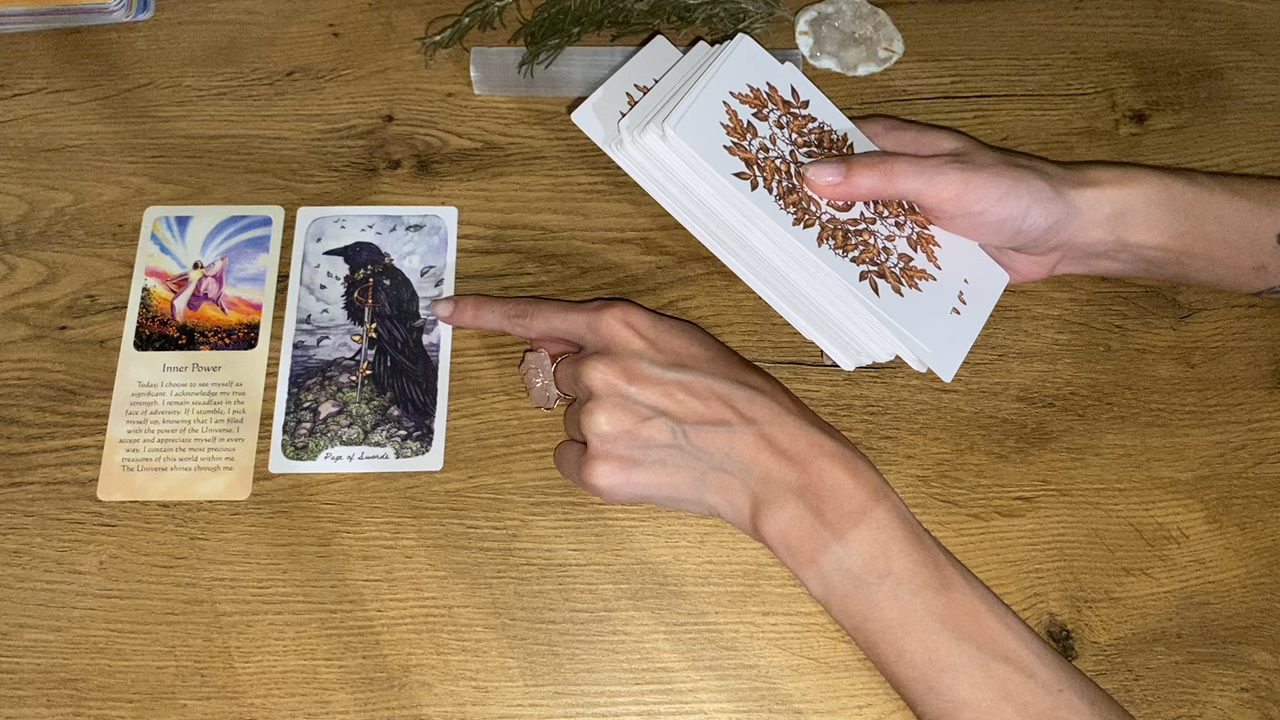 Inner Power
Today, I choose to see myself as
significant. I acknowledge my true
strength. I remain steadfast in the
face of adversity. If I stumble, I pick
myself up, knowing that I am filled
with the power of the Universe. I
accept and appreciate myself in every
way. I contain the most precious
treasures of this world within me.
The Universe shines through me.
Page of Swords